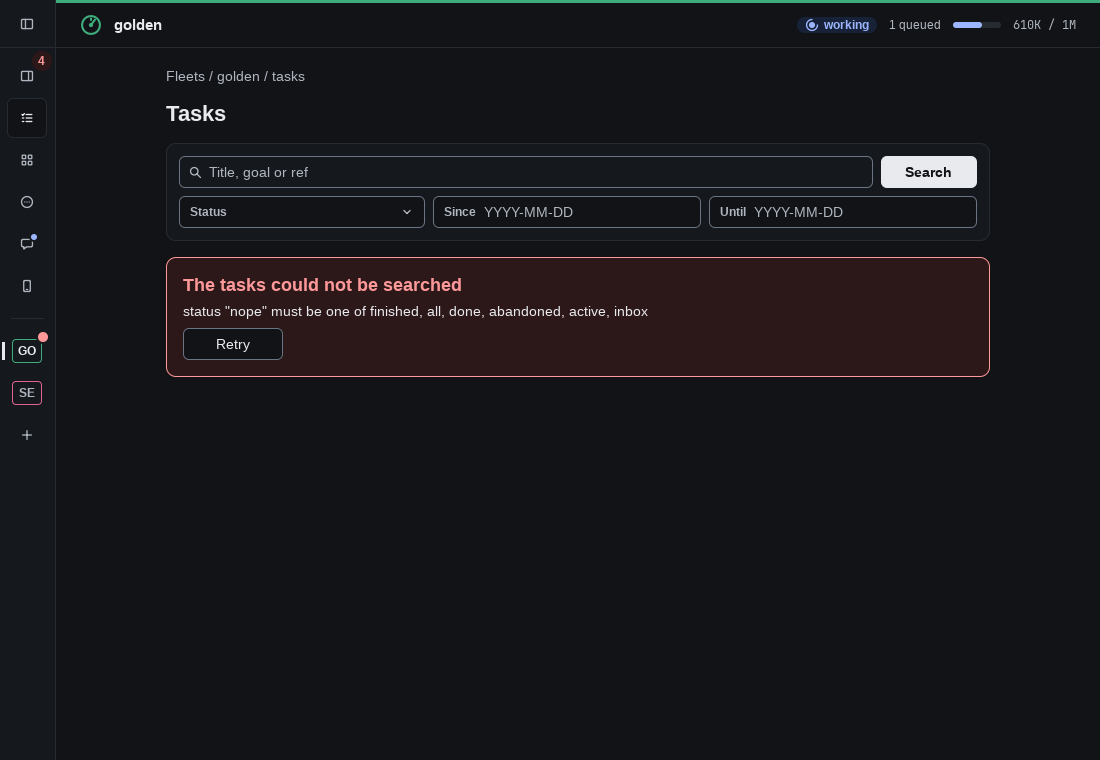 golden
working
1 queued
610K / 1M
4
Fleets / golden / tasks
Tasks
Title, goal or ref
Search
Status
Since YYYY-MM-DD
Until YYYY-MM-DD
The tasks could not be searched
status "nope" must be one of finished, all, done, abandoned, active, inbox
Retry
GO
SE